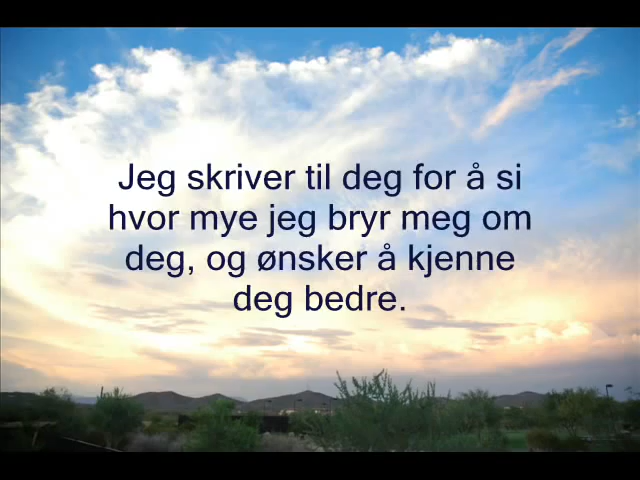 Jeg skriver til deg for å si
hvor mye jeg bryr meg om
deg, og ønsker å kjenne
deg bedre.